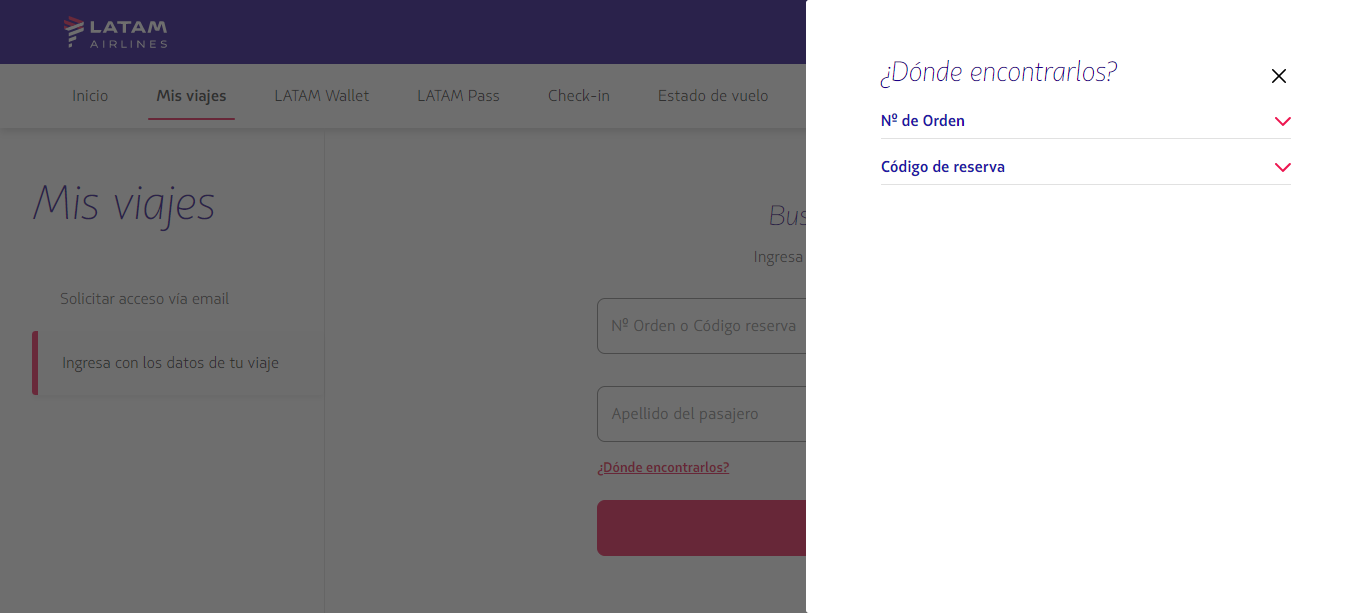 LATAM
AIRLINES
Inicio
Mis viajes
LATAM Wallet
LATAM Pass
Check-in
Estado de vuelo
Mis viajes
Solicitar acceso vía email
Ingresa con los datos de tu viaje
Bus
Ingresa
Nº Orden o Código reserva
Apellido del pasajero
¿Dónde encontrarlos?
¿Dónde encontrarlos?
Nº de Orden
Código de reserva